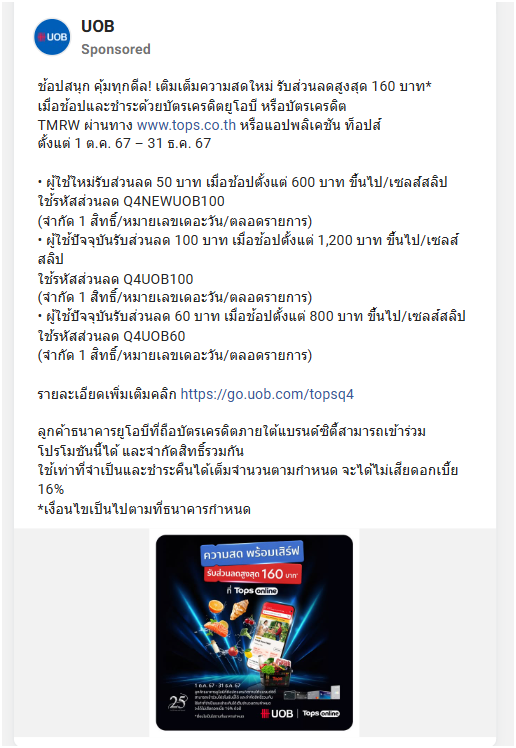 UOB
UOB
Sponsored
ช้อปสนุก คุ้มทุกดีล! เติมเต็มความสดใหม่ รับส่วนลดสูงสุด 160 บาท*
เมื่อช้อปและชำระด้วยบัตรเครดิตยูโอบี หรือบัตรเครดิต
TMRW ผ่านทาง www.tops.co.th หรือแอปพลิเคชัน ท็อปส์
ตั้งแต่ 1 ต.ค. 67 – 31 ธ.ค. 67
• ผู้ใช้ใหม่รับส่วนลด 50 บาท เมื่อช้อปตั้งแต่ 600 บาท ขึ้นไป/เซลส์สลิป
ใช้รหัสส่วนลด Q4NEWUOB100
(จำกัด 1 สิทธิ์/หมายเลขเดอะวัน/ตลอดรายการ)
• ผู้ใช้ปัจจุบันรับส่วนลด 100 บาท เมื่อช้อปตั้งแต่ 1,200 บาท ขึ้นไป/เซลส์
สลิป
ใช้รหัสส่วนลด Q4UOB100
(จำกัด 1 สิทธิ์/หมายเลขเดอะวัน/ตลอดรายการ)
• ผู้ใช้ปัจจุบันรับส่วนลด 60 บาท เมื่อช้อปตั้งแต่ 800 บาท ขึ้นไป/เซลส์สลิป
ใช้รหัสส่วนลด Q4UOB60
(จำกัด 1 สิทธิ์/หมายเลขเดอะวัน/ตลอดรายการ)
รายละเอียดเพิ่มเติมคลิก https://go.uob.com/topsq4
ลูกค้าธนาคารยูโอบีที่ถือบัตรเครดิตภายใต้แบรนด์ซิตี้สามารถเข้าร่วม
โปรโมชันนี้ได้ และจำกัดสิทธิ์รวมกัน
ใช้เท่าที่จำเป็นและชำระคืนได้เต็มจำนวนตามกำหนด จะได้ไม่เสียดอกเบี้ย
16%
*เงื่อนไขเป็นไปตามที่ธนาคารกำหนด
ความสด พร้อมเสิร์ฟ
รับส่วนลดสูงสุด 160 บาท*
ที่ Tops online
1 ต.ค. 67 - 31 ธ.ค. 67
25
UOB
Tops online